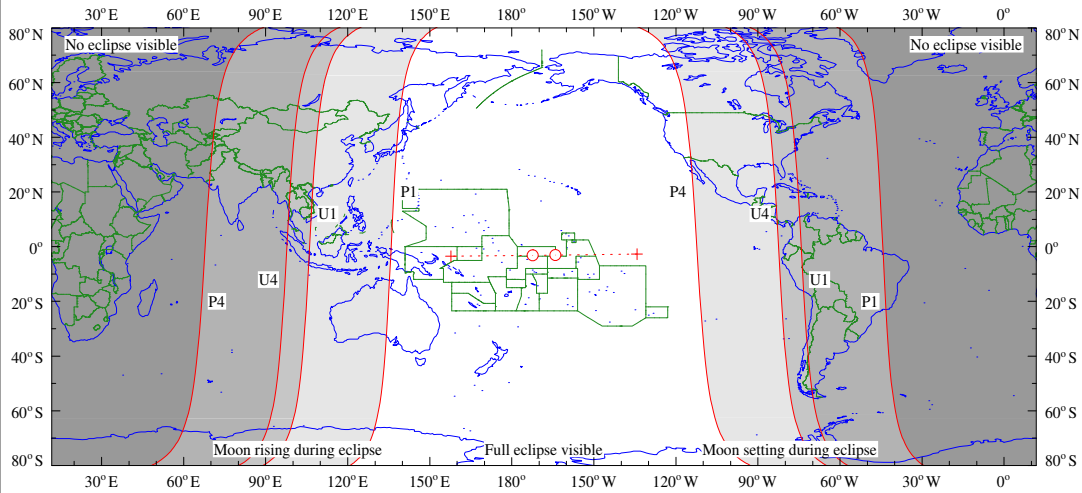 30° E 60° E 90° E 120° E 150° E 180° 150° W 120° W 90° W 60° W 30° W 0°
80° N No eclipse visible No eclipse visible 80° N
60° N 60° N
40° N 40° N
20° N P1 P4 20° N
U1 U4
0° 0°
U4 U1
20° S P4 P1 20° S
40° S 40° S
60° S 60° S
Moon rising during eclipse Full eclipse visible Moon setting during eclipse
80° S 80° S
30° E 60° E 90° E 120° E 150° E 180° 150° W 120° W 90° W 60° W 30° W 0°